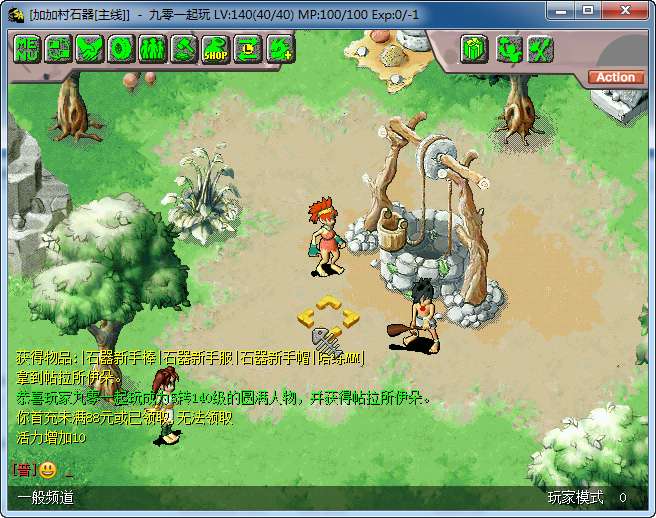 [加加村石器[主线]] - 九零一起玩 LV:140(40/40) MP:100/100 Exp:0/-1
MENU
SHOP
Action
获得物品:|石器新手棒|石器新手服|石器新手帽|
拿到帖拉所伊朵。
恭喜玩家九零一起玩成为6转140级的圆满人物，并获得帖拉所伊朵。
你首充未满88元或已领取 无法领取
活力增加10
[普] _
一般频道 玩家模式 0